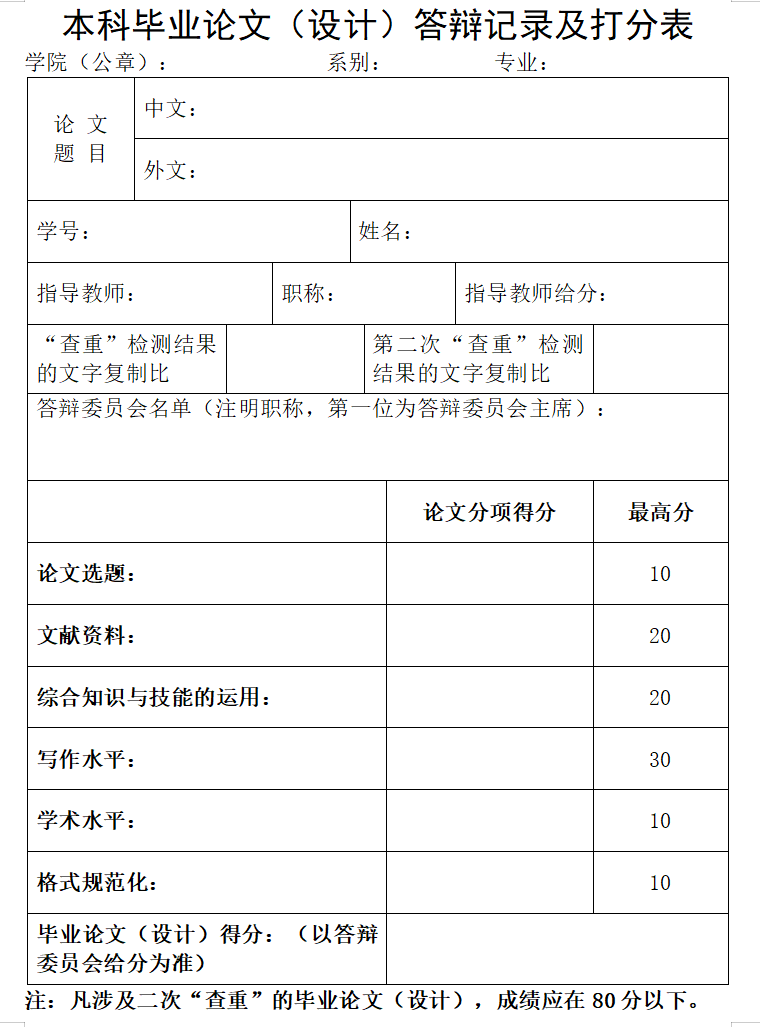 本科毕业论文（设计）答辩记录及打分表
学院（公章）： 系别： 专业：
论 文
题 目
中文：
外文：
学号： 姓名：
指导教师： 职称： 指导教师给分：
“查重”检测结果
的文字复制比
第二次“查重”检测
结果的文字复制比
答辩委员会名单（注明职称，第一位为答辩委员会主席）：
论文分项得分 最高分
论文选题： 10
文献资料： 20
综合知识与技能的运用： 20
写作水平： 30
学术水平： 10
格式规范化： 10
毕业论文（设计）得分：（以答辩
委员会给分为准）
注：凡涉及二次“查重”的毕业论文（设计），成绩应在 80 分以下。